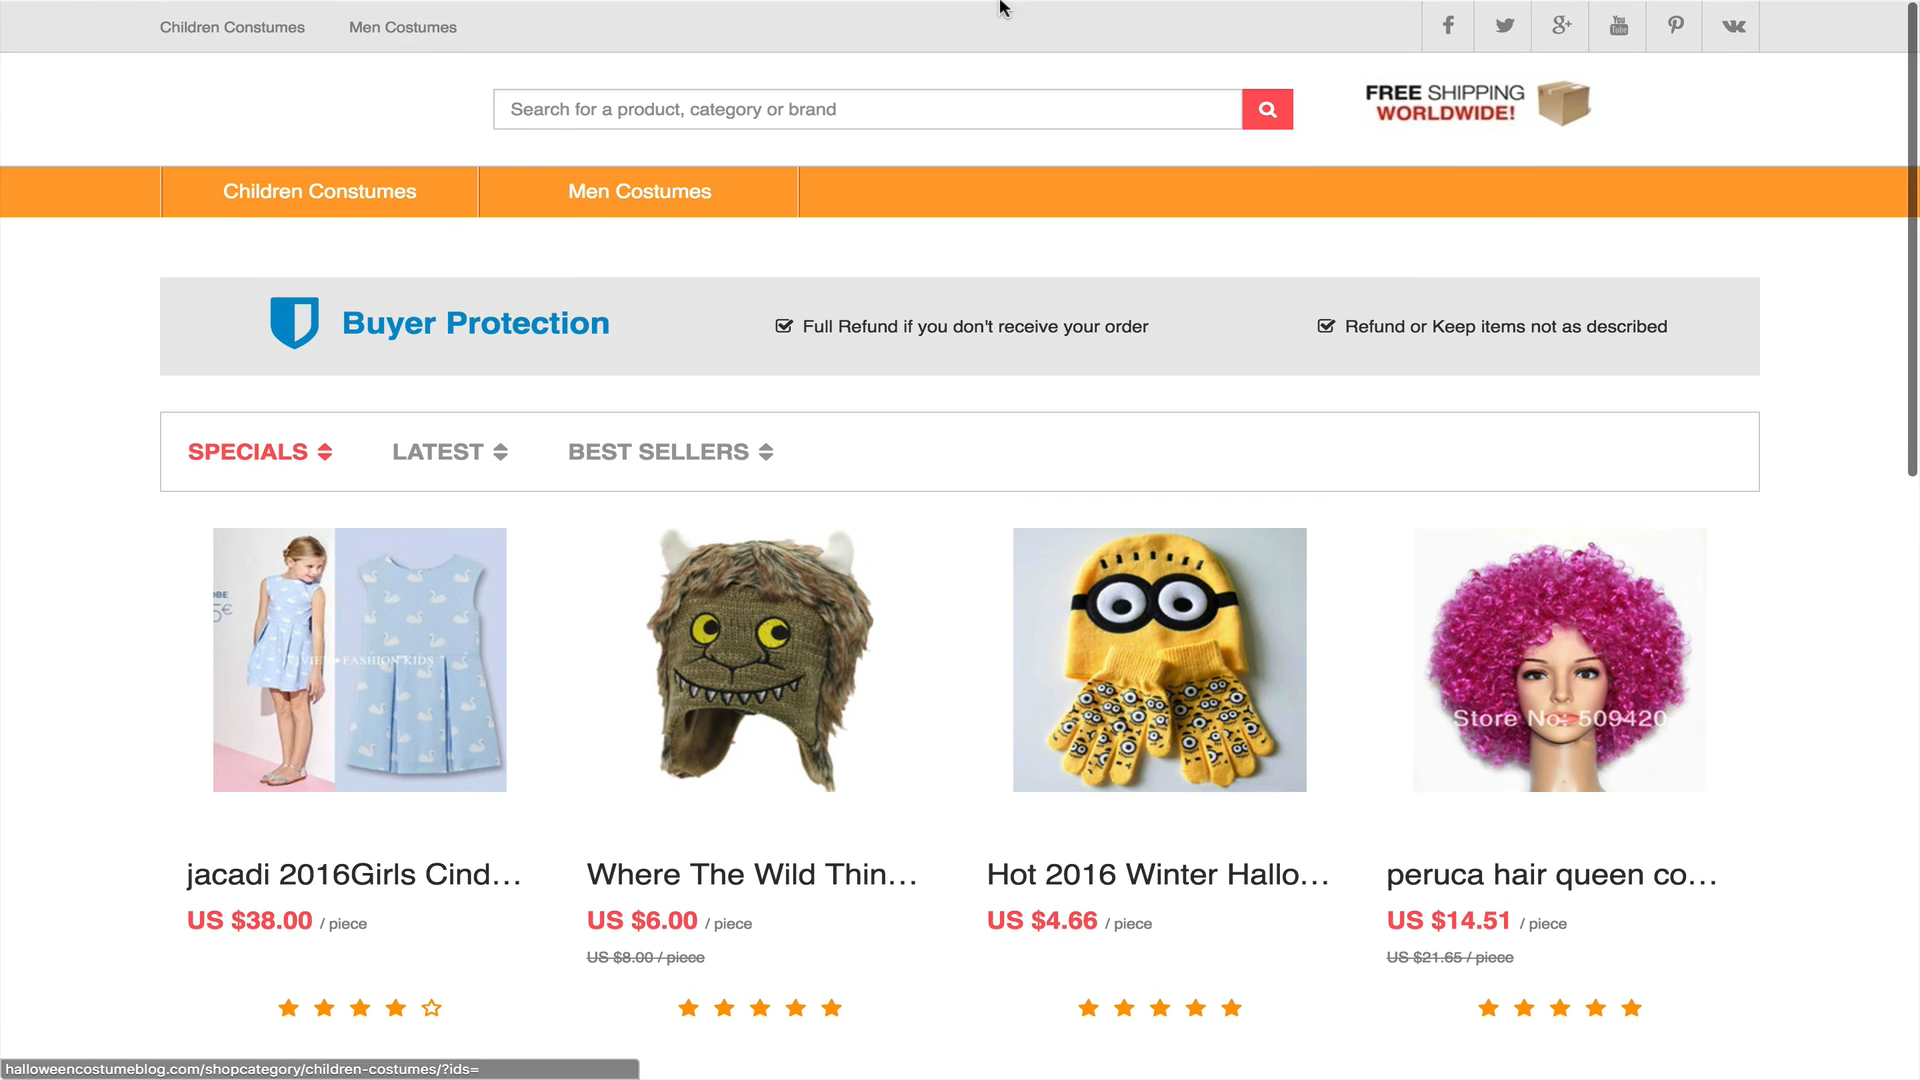 Children Constumes
Men Costumes
Search for a product, category or brand
FREE SHIPPING
WORLDWIDE!
Children Constumes
Men Costumes
Buyer Protection
Full Refund if you don't receive your order
Refund or Keep items not as described
SPECIALS
LATEST
BEST SELLERS
FASHION KIDS
Store No: 509420
jacadi 2016Girls Cind...
Where The Wild Thin...
Hot 2016 Winter Hallo...
peruca hair queen co...
US $38.00 / piece
US $6.00 / piece
US $4.66 / piece
US $14.51 / piece
US $8.00 / piece
US $21.65 / piece
halloweencostumeblog.com/shopcategory/children-costumes/?ids=